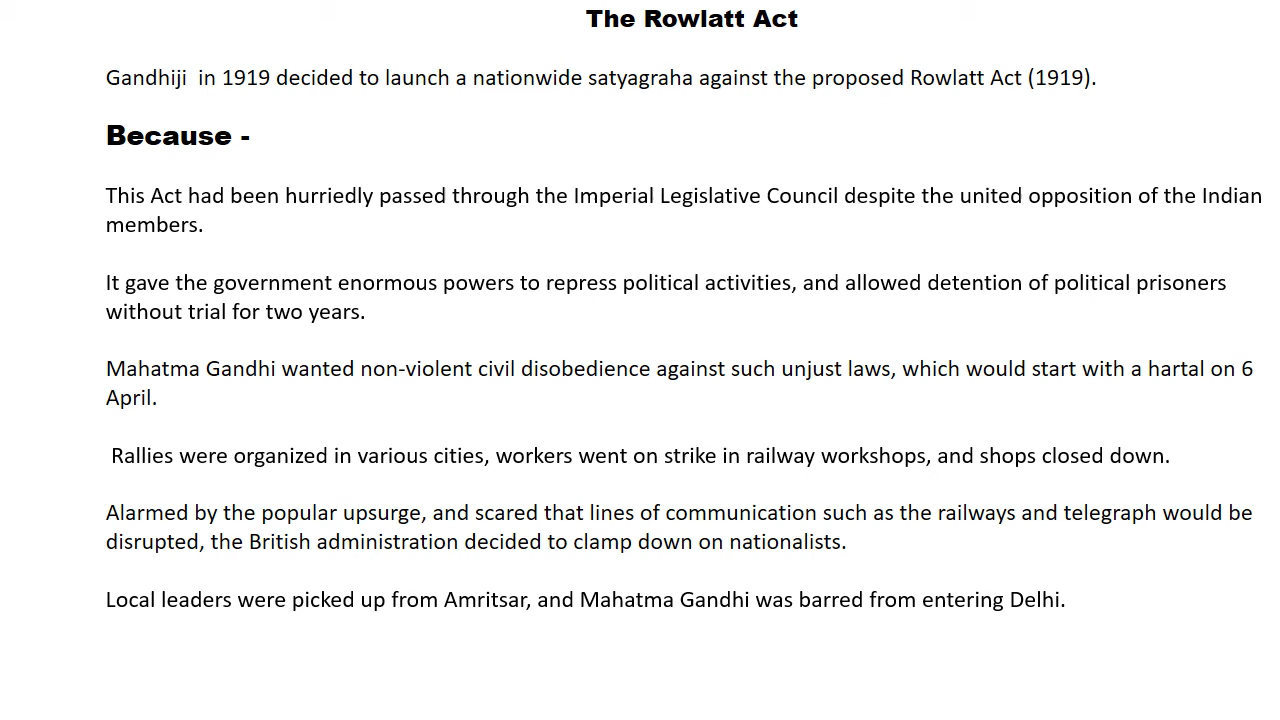 The Rowlatt Act
Gandhiji  in 1919 decided to launch a nationwide satyagraha against the proposed Rowlatt Act (1919).
Because -
This Act had been hurriedly passed through the Imperial Legislative Council despite the united opposition of the Indian
members.
It gave the government enormous powers to repress political activities, and allowed detention of political prisoners
without trial for two years.
Mahatma Gandhi wanted non-violent civil disobedience against such unjust laws, which would start with a hartal on 6
April.
Rallies were organized in various cities, workers went on strike in railway workshops, and shops closed down.
Alarmed by the popular upsurge, and scared that lines of communication such as the railways and telegraph would be
disrupted, the British administration decided to clamp down on nationalists.
Local leaders were picked up from Amritsar, and Mahatma Gandhi was barred from entering Delhi.